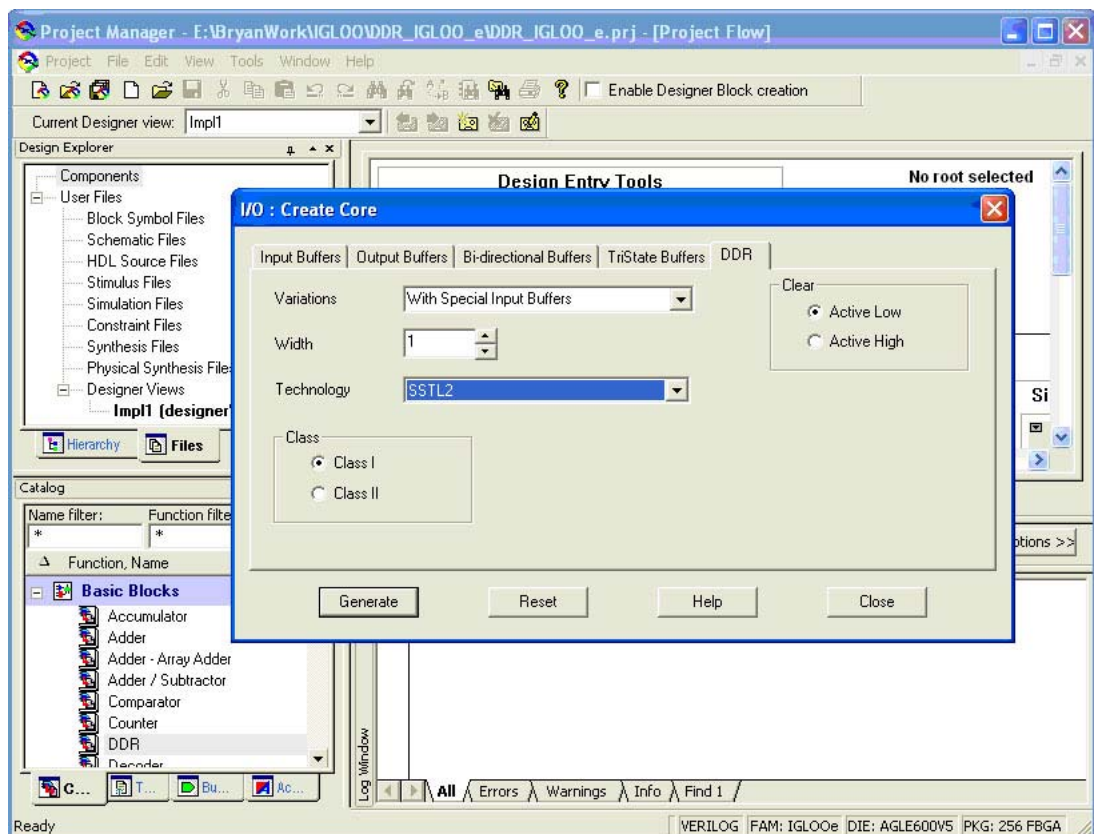 Project Manager - E:\BryanWork\IGLOO\DDR_IGLOO_e\DDR_IGLOO_e.prj - [Project Flow]
Project File Edit View Tools Window Help
Enable Designer Block creation
Current Designer view: Impl1
Design Explorer
Components
User Files
Block Symbol Files
Schematic Files
HDL Source Files
Stimulus Files
Simulation Files
Constraint Files
Synthesis Files
Physical Synthesis File
Designer Views
Impl1 (designer
Hierarchy Files
Design Entry Tools
No root selected
Si
I/O : Create Core
Input Buffers Output Buffers Bi-directional Buffers TriState Buffers DDR
Variations With Special Input Buffers
Width 1
Technology SSTL2
Clear
Active Low
Active High
Class
Class I
Class II
Generate Reset Help Close
ptions >>
Catalog
Name filter: Function filte
* *
Function, Name
Basic Blocks
Accumulator
Adder
Adder - Array Adder
Adder / Subtractor
Comparator
Counter
DDR
Decoder
C... T... Bu... Ac...
Log Window
All Errors Warnings Info Find 1
Ready
VERILOG FAM: IGLOOe DIE: AGLE600V5 PKG: 256 FBGA